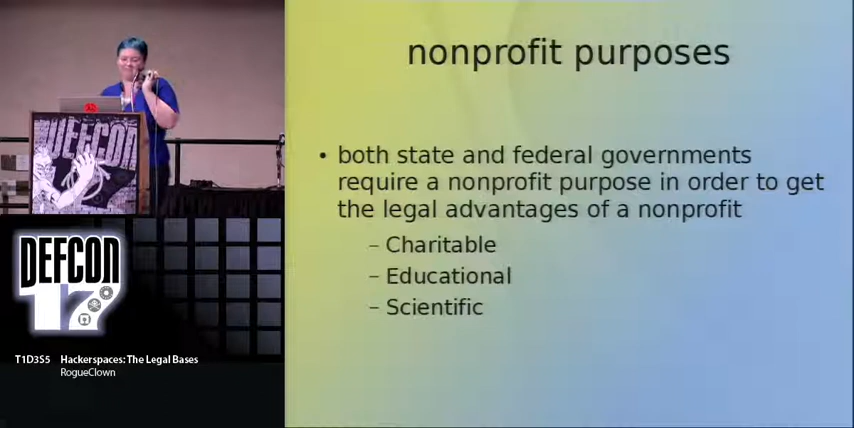 nonprofit purposes
• both state and federal governments
require a nonprofit purpose in order to get
the legal advantages of a nonprofit
– Charitable
– Educational
– Scientific
DEFCON
DEFCON
17
T1D3S5 Hackerspaces: The Legal Bases
RogueClown